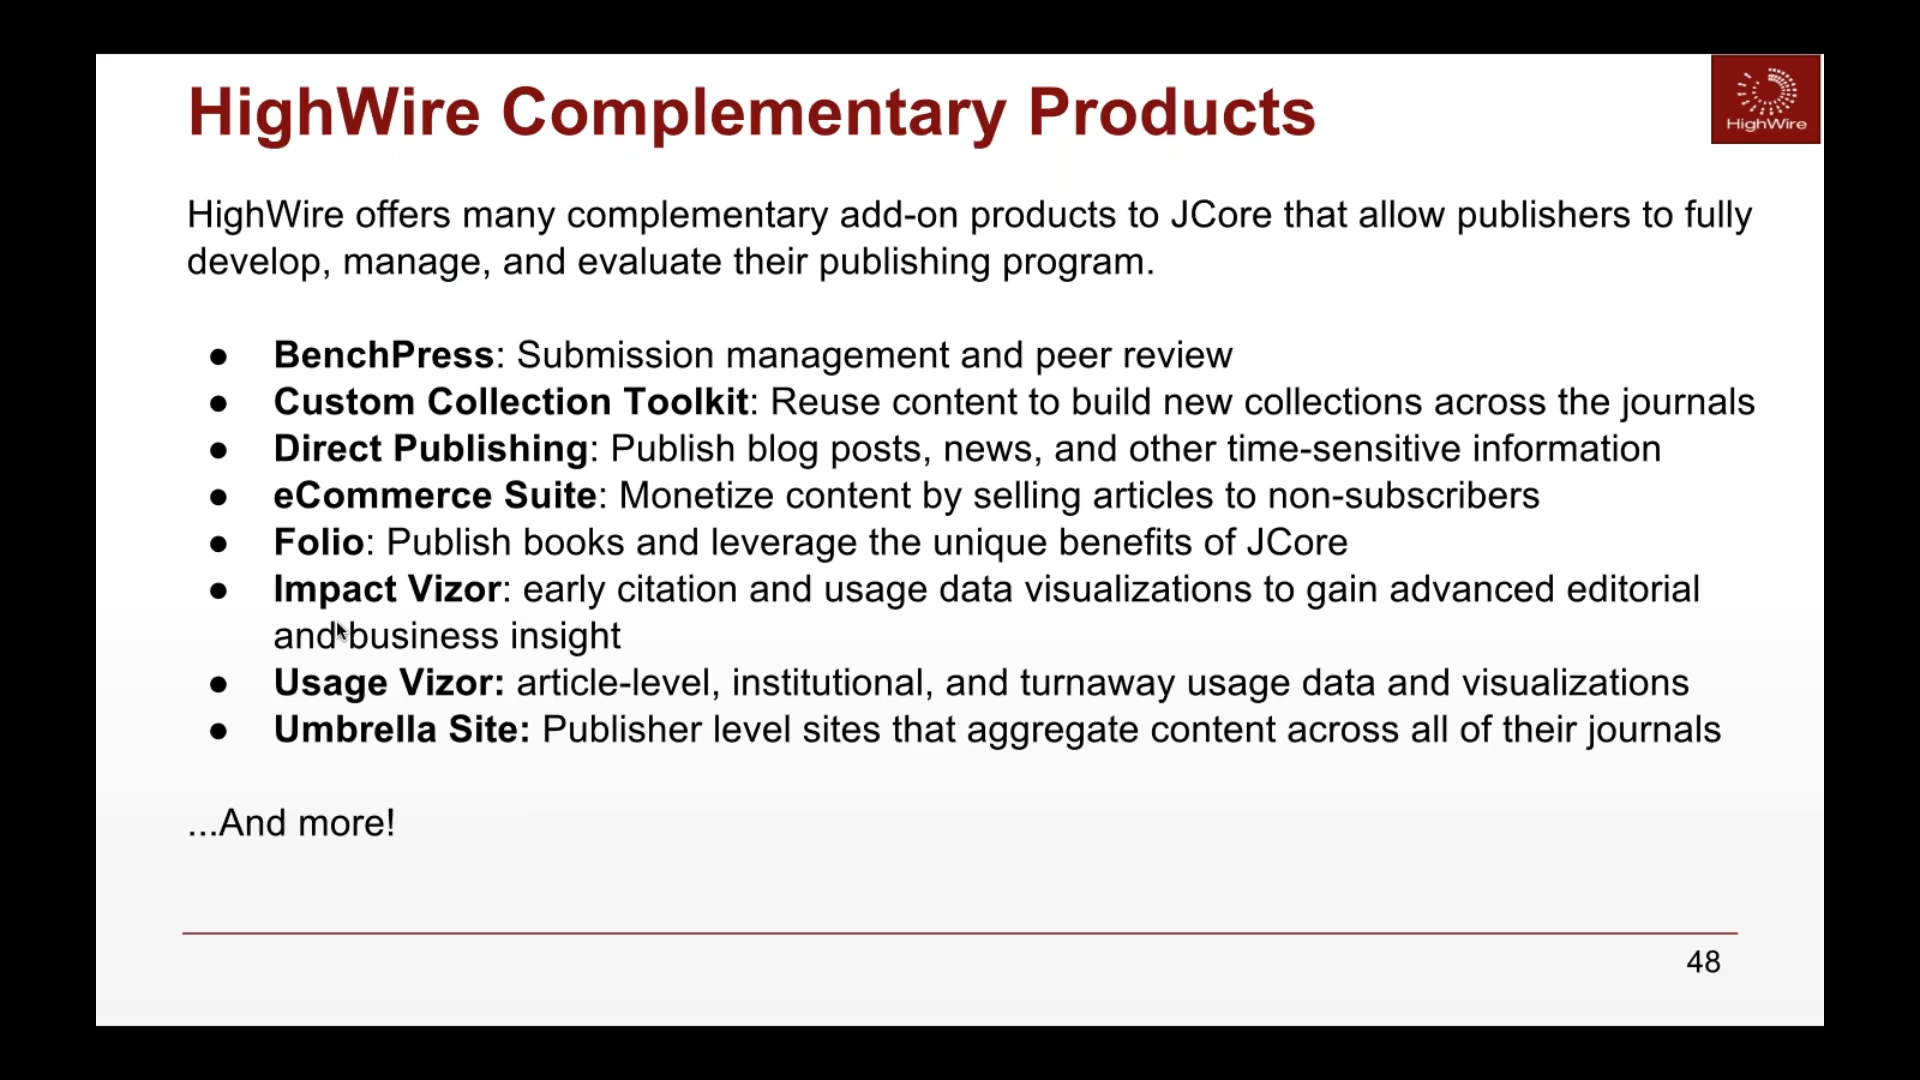 HighWire Complementary Products
HighWire
HighWire offers many complementary add-on products to JCore that allow publishers to fully
develop, manage, and evaluate their publishing program.
● BenchPress: Submission management and peer review
● Custom Collection Toolkit: Reuse content to build new collections across the journals
● Direct Publishing: Publish blog posts, news, and other time-sensitive information
● eCommerce Suite: Monetize content by selling articles to non-subscribers
● Folio: Publish books and leverage the unique benefits of JCore
● Impact Vizor: early citation and usage data visualizations to gain advanced editorial
and business insight
● Usage Vizor: article-level, institutional, and turnaway usage data and visualizations
● Umbrella Site: Publisher level sites that aggregate content across all of their journals
...And more!
48